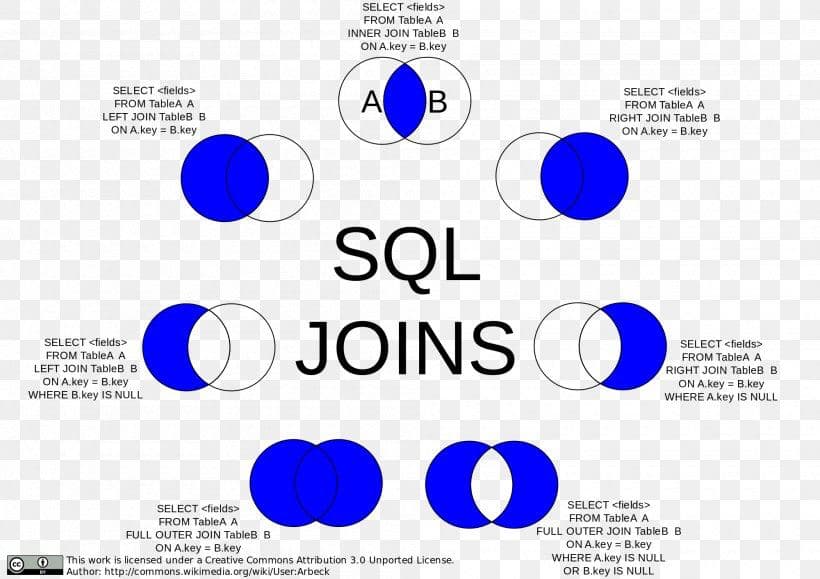 SELECT <fields>
FROM TableA A
INNER JOIN TableB B
ON A.key = B.key
A B
SELECT <fields>
FROM TableA A
LEFT JOIN TableB B
ON A.key = B.key
SELECT <fields>
FROM TableA A
RIGHT JOIN TableB B
ON A.key = B.key
SQL
JOINS
SELECT <fields>
FROM TableA A
LEFT JOIN TableB B
ON A.key = B.key
WHERE B.key IS NULL
SELECT <fields>
FROM TableA A
RIGHT JOIN TableB B
ON A.key = B.key
WHERE A.key IS NULL
SELECT <fields>
FROM TableA A
FULL OUTER JOIN TableB B
ON A.key = B.key
SELECT <fields>
FROM TableA A
FULL OUTER JOIN TableB B
ON A.key = B.key
WHERE A.key IS NULL
OR B.key IS NULL
cc
BY
This work is licensed under a Creative Commons Attribution 3.0 Unported License.
Author: http://commons.wikimedia.org/wiki/User:Arbeck